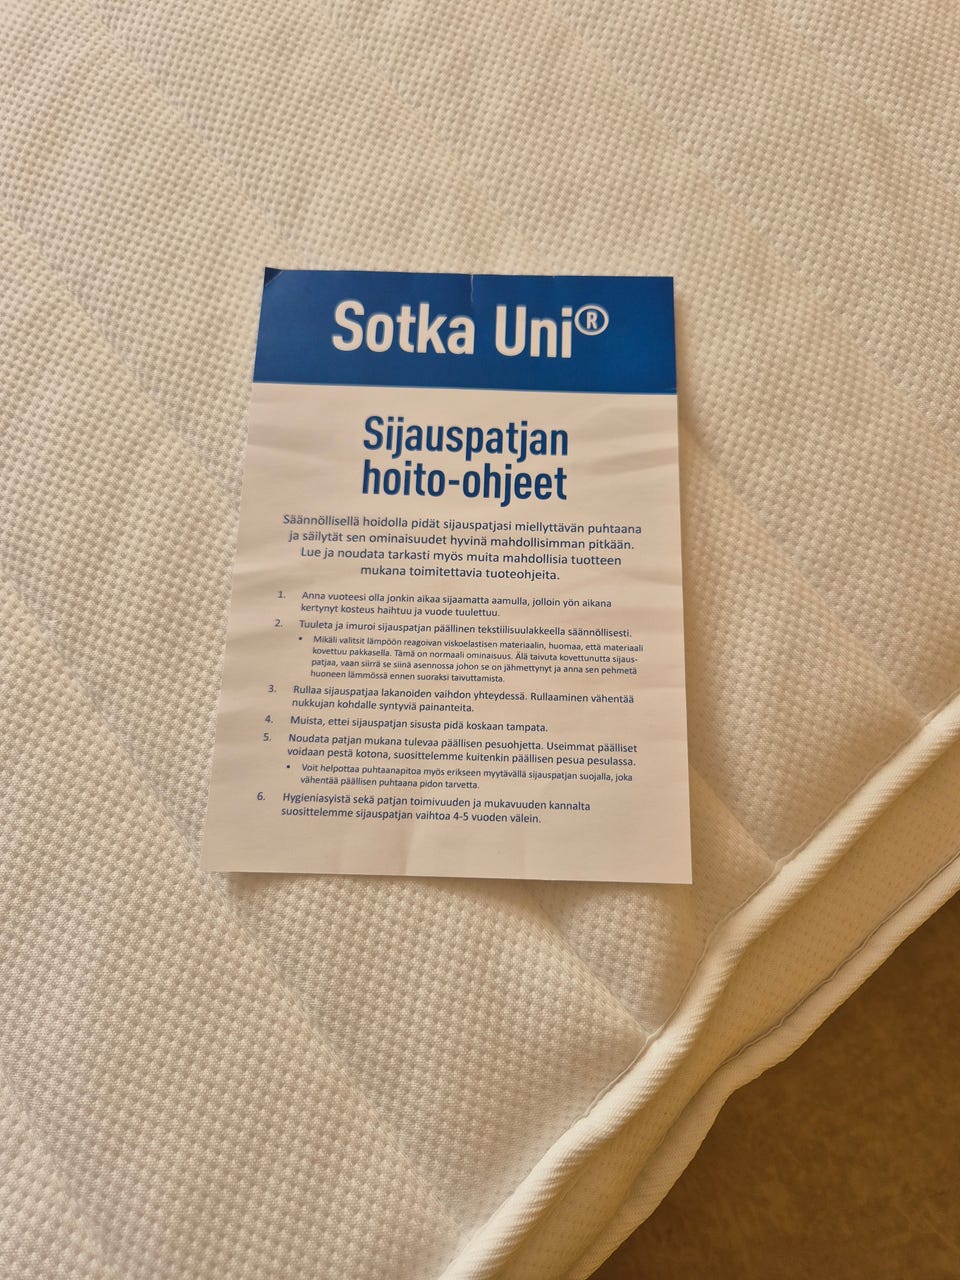 Sotka Uni®
Sijauspatjan
hoito-ohjeet
Säännöllisellä hoidolla pidät sijauspatjasi miellyttävän puhtaana
ja säilytät sen ominaisuudet hyvinä mahdollisimman pitkään.
Lue ja noudata tarkasti myös muita mahdollisia tuotteen
mukana toimitettavia tuoteohjeita.
1. Anna vuoteesi olla jonkin aikaa sijaamatta aamulla, jolloin yön aikana
kertynyt kosteus haihtuu ja vuode tuulettuu.
2. Tuuleta ja imuroi sijauspatjan päällinen tekstiilisuulakkeella säännöllisesti.
• Mikäli valitsit lämpöön reagoivan viskoelastisen materiaalin, huomaa, että materiaali
kovettuu pakkasella. Tämä on normaali ominaisuus. Älä taivuta kovettunutta sijaus-
patjaa, vaan siirrä se siinä asennossa johon se on jähmettynyt ja anna sen pehmetä
huoneen lämmössä ennen suoraksi taivuttamista.
3. Rullaa sijauspatjaa lakanoiden vaihdon yhteydessä. Rullaaminen vähentää
nukkujan kohdalle syntyviä painanteita.
4. Muista, ettei sijauspatjan sisusta pidä koskaan tampata.
5. Noudata patjan mukana tulevaa päällisen pesuohjetta. Useimmat päälliset
voidaan pestä kotona, suosittelemme kuitenkin päällisen pesua pesulassa.
• Voit helpottaa puhtaanapitoa myös erikseen myytävällä sijauspatjan suojalla, joka
vähentää päällisen puhtaana pidon tarvetta.
6. Hygieniasyistä sekä patjan toimivuuden ja mukavuuden kannalta
suosittelemme sijauspatjan vaihtoa 4-5 vuoden välein.